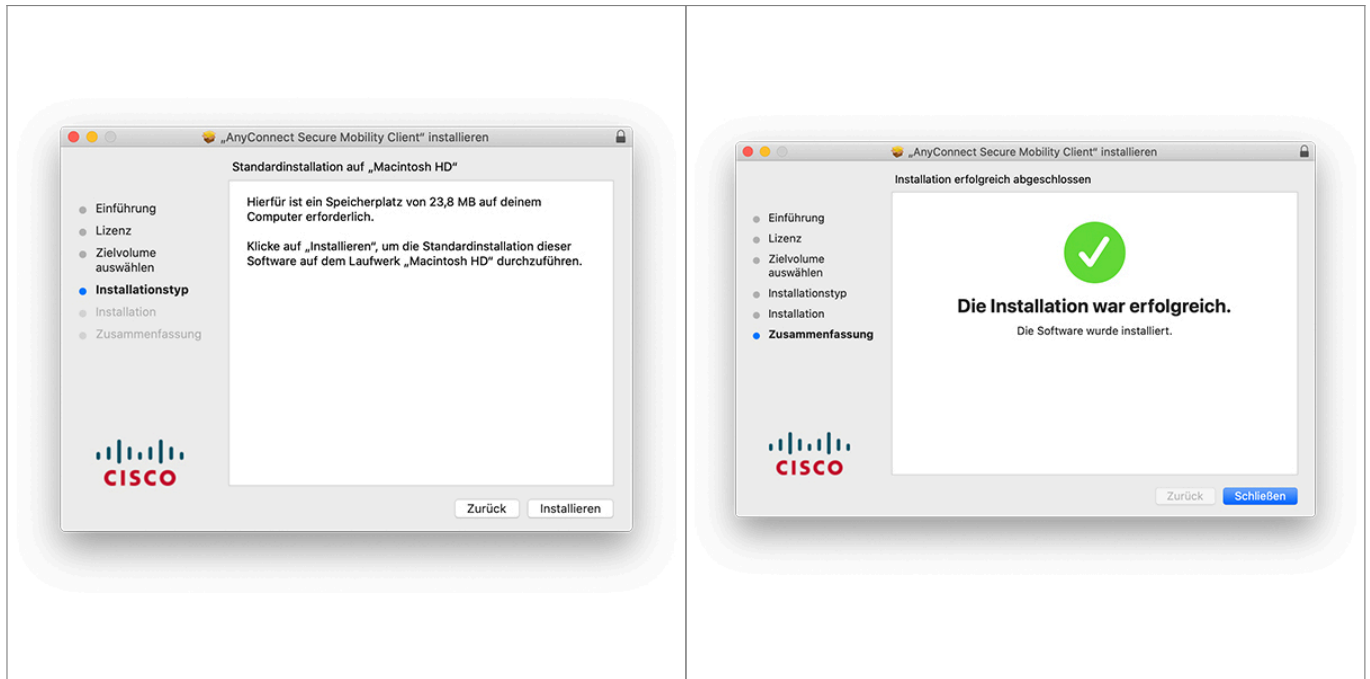 „AnyConnect Secure Mobility Client“ installieren
Standardinstallation auf „Macintosh HD“
Einführung
Lizenz
Zielvolume
auswählen
Installationstyp
Installation
Zusammenfassung
Hierfür ist ein Speicherplatz von 23,8 MB auf deinem
Computer erforderlich.
Klicke auf „Installieren“, um die Standardinstallation dieser
Software auf dem Laufwerk „Macintosh HD“ durchzuführen.
CISCO
Zurück
Installieren
„AnyConnect Secure Mobility Client“ installieren
Installation erfolgreich abgeschlossen
Einführung
Lizenz
Zielvolume
auswählen
Installationstyp
Installation
Zusammenfassung
Die Installation war erfolgreich.
Die Software wurde installiert.
CISCO
Zurück
Schließen